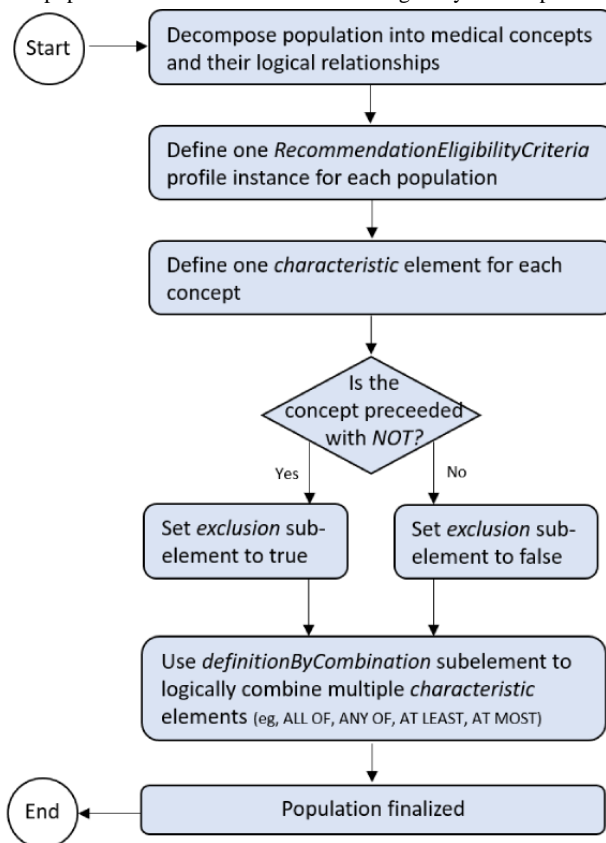 Start
Decompose population into medical concepts
and their logical relationships
Define one RecommendationEligibilityCriteria
profile instance for each population
Define one characteristic element for each
concept
Is the
concept preceeded
with NOT?
Yes
No
Set exclusion sub-
element to true
Set exclusion sub-
element to false
Use definitionByCombination subelement to
logically combine multiple characteristic
elements (eg, ALL OF, ANY OF, AT LEAST, AT MOST)
End
Population finalized